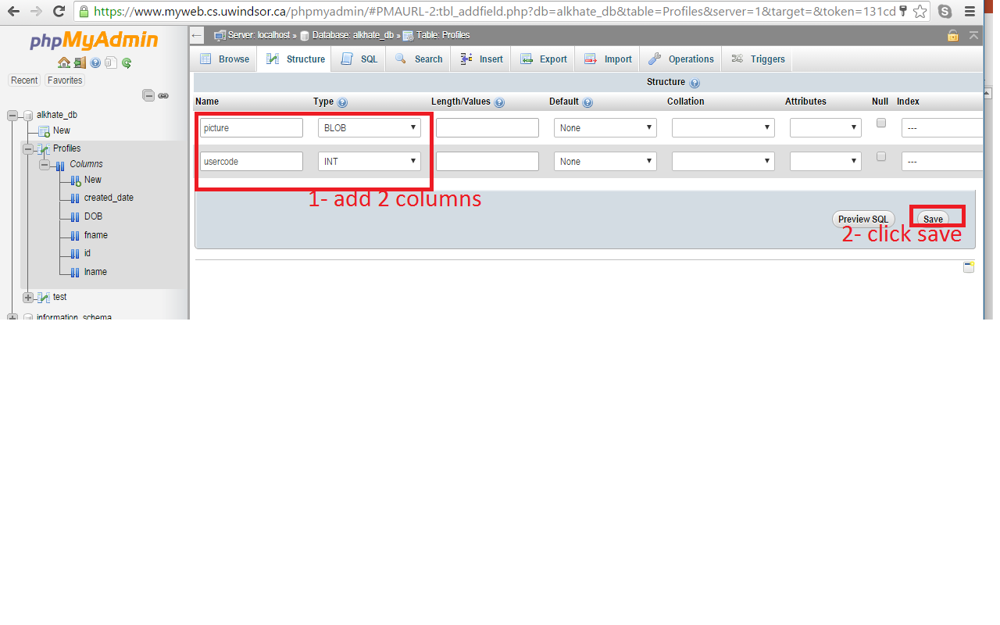 https://www.myweb.cs.uwindsor.ca/phpmyadmin/#PMAURL-2:tbl_addfield.php?db=alkhate_db&table=Profiles&server=1&target=&token=131cd
phpMyAdmin
Recent Favorites
alkhate_db
New
Profiles
Columns
New
created_date
DOB
fname
id
lname
test
information_schema
Server: localhost » Database: alkhate_db » Table: Profiles
Browse Structure SQL Search Insert Export Import Operations Triggers
Structure
Name Type Length/Values Default Collation Attributes Null Index
picture BLOB None ---
usercode INT None ---
1- add 2 columns
Preview SQL Save
2- click save